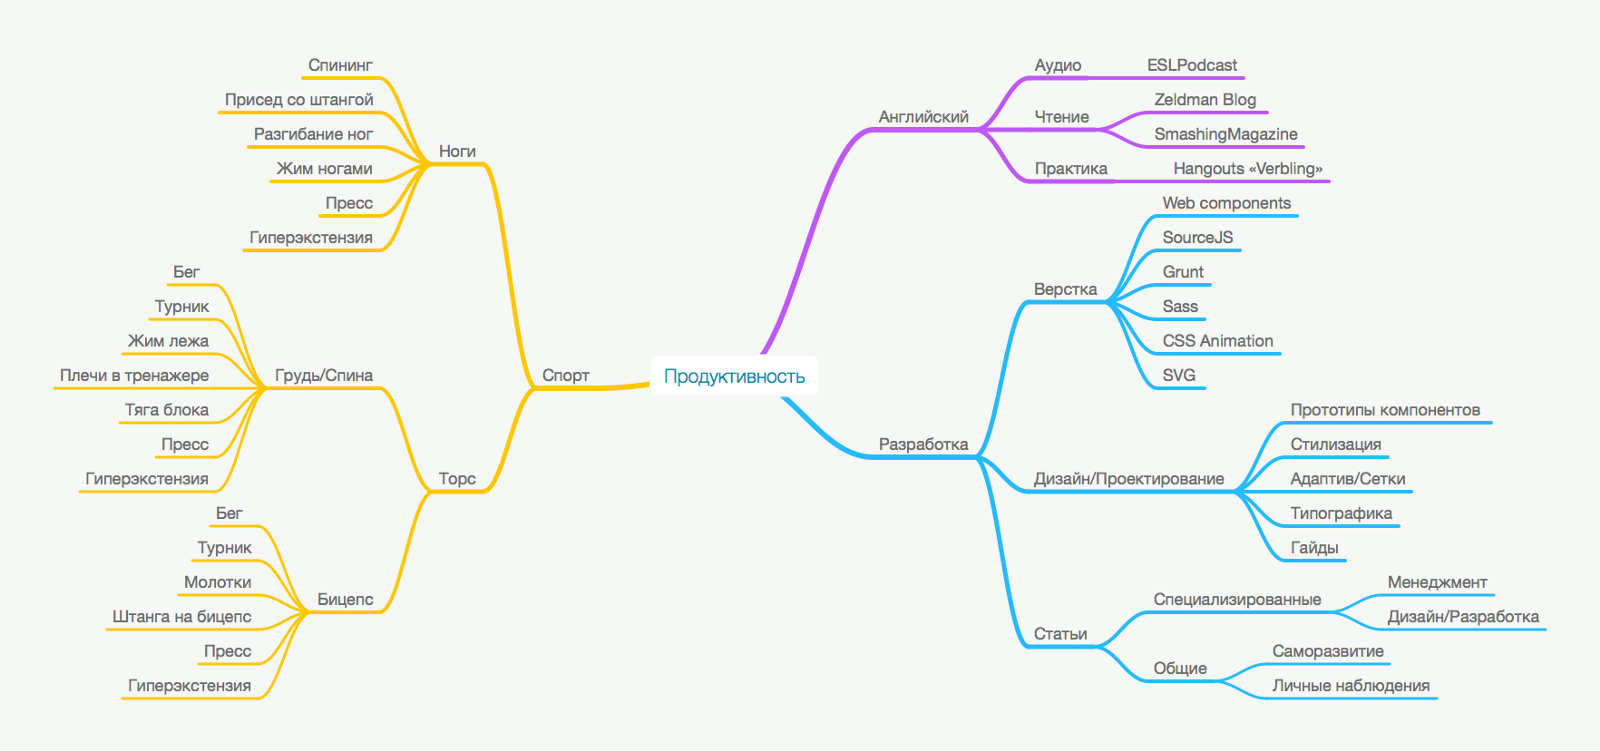 Продуктивность
Спорт
Ноги
Спининг
Присед со штангой
Разгибание ног
Жим ногами
Пресс
Гиперэкстензия
Торс
Грудь/Спина
Бег
Турник
Жим лежа
Плечи в тренажере
Тяга блока
Пресс
Гиперэкстензия
Бицепс
Бег
Турник
Молотки
Штанга на бицепс
Пресс
Гиперэкстензия
Английский
Аудио
ESLPodcast
Чтение
Zeldman Blog
SmashingMagazine
Практика
Hangouts «Verbling»
Разработка
Верстка
Web components
SourceJS
Grunt
Sass
CSS Animation
SVG
Дизайн/Проектирование
Прототипы компонентов
Стилизация
Адаптив/Сетки
Типографика
Гайды
Статьи
Специализированные
Менеджмент
Дизайн/Разработка
Общие
Саморазвитие
Личные наблюдения